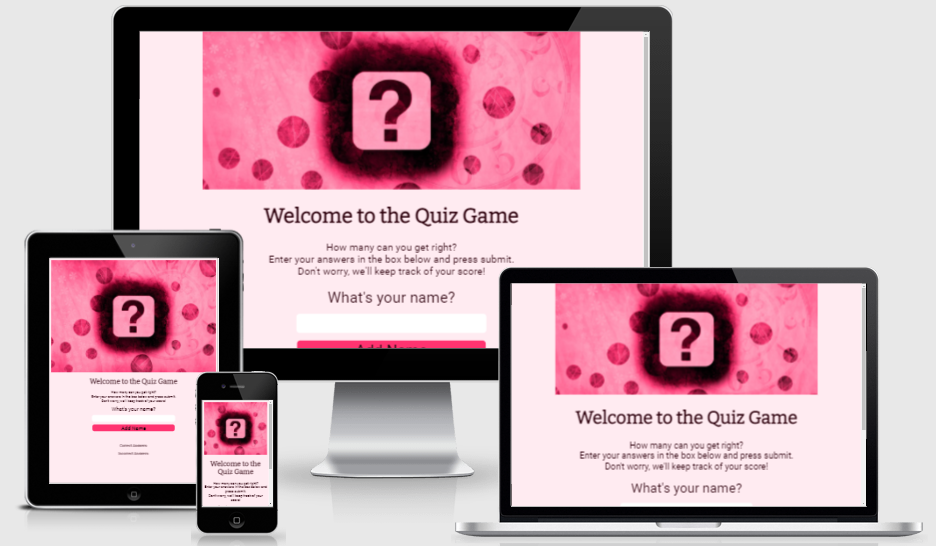 ?
Welcome to the Quiz Game
How many can you get right?
Enter your answers in the box below and press submit.
Don't worry, we'll keep track of your score!
What's your name?
Add Name
?
Welcome to the Quiz Game
How many can you get right?
Enter your answers in the box below and press submit.
Don't worry, we'll keep track of your score!
What's your name?
Add Name
Correct Answers:
Incorrect Answers:
?
Welcome to the
Quiz Game
How many can you get right?
Enter your answers in the box below and
press submit.
Don't worry, we'll keep track of your
score!
?
Welcome to the Quiz Game
How many can you get right?
Enter your answers in the box below and press submit.
Don't worry, we'll keep track of your score!
What's your name?